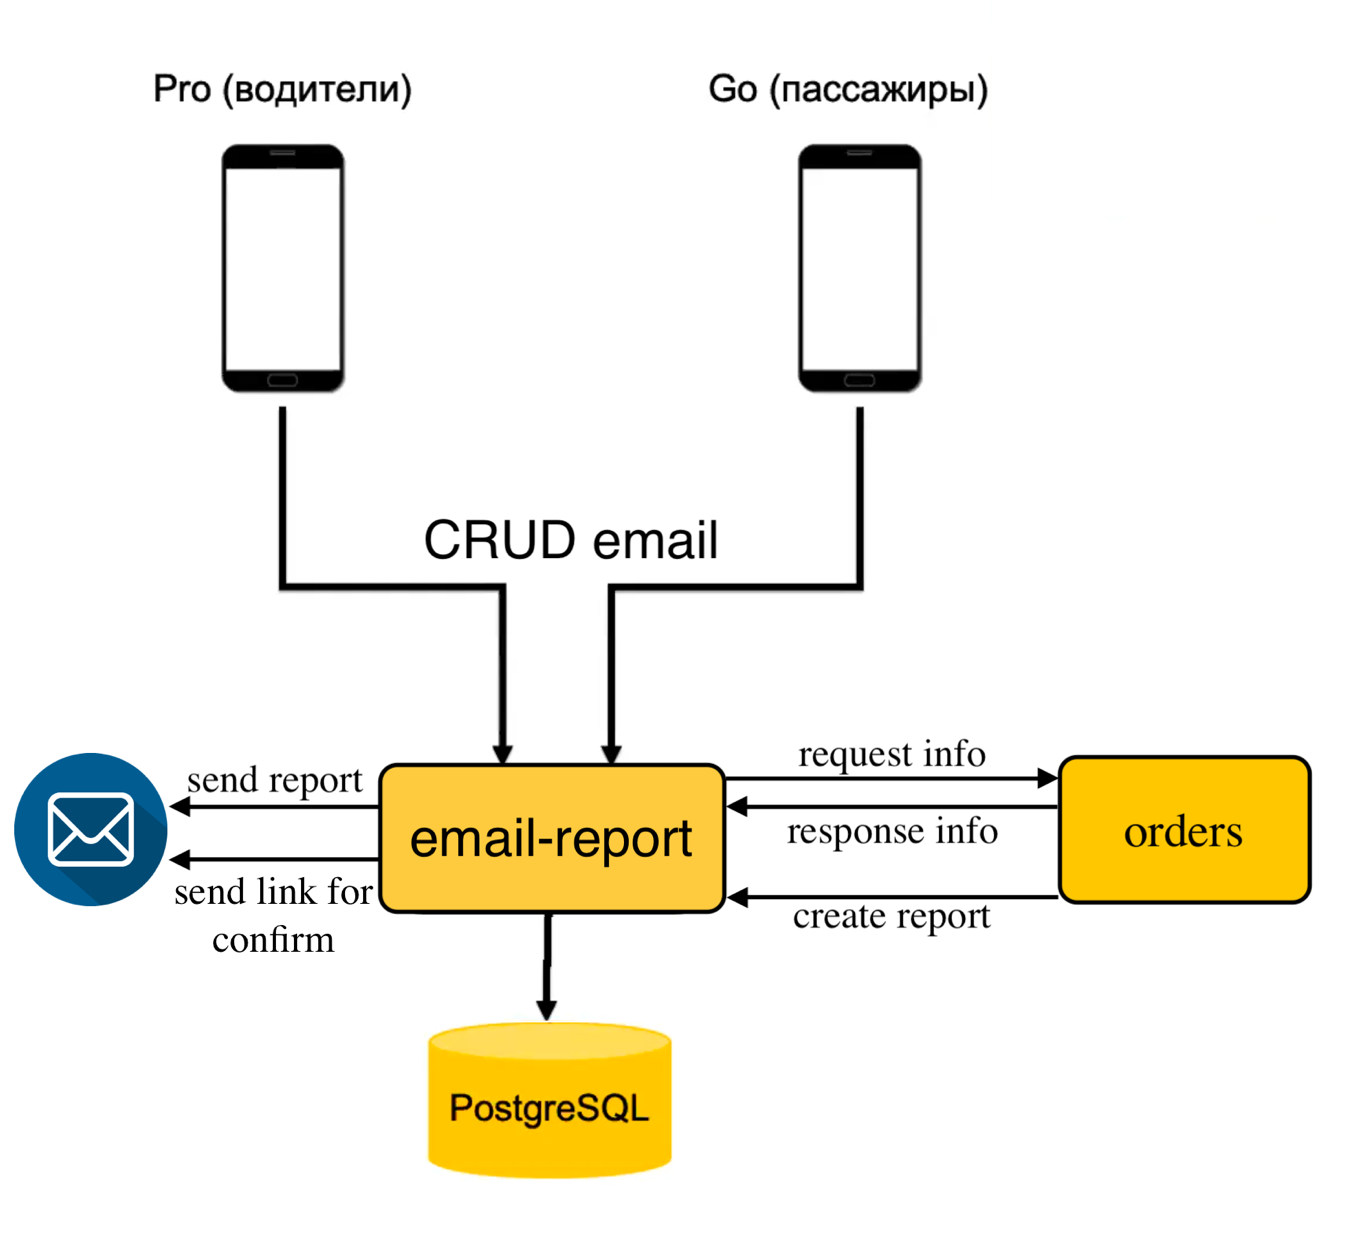 Pro (водители)
Go (пассажиры)
CRUD email
send report
send link for
confirm
email-report
request info
response info
create report
orders
PostgreSQL